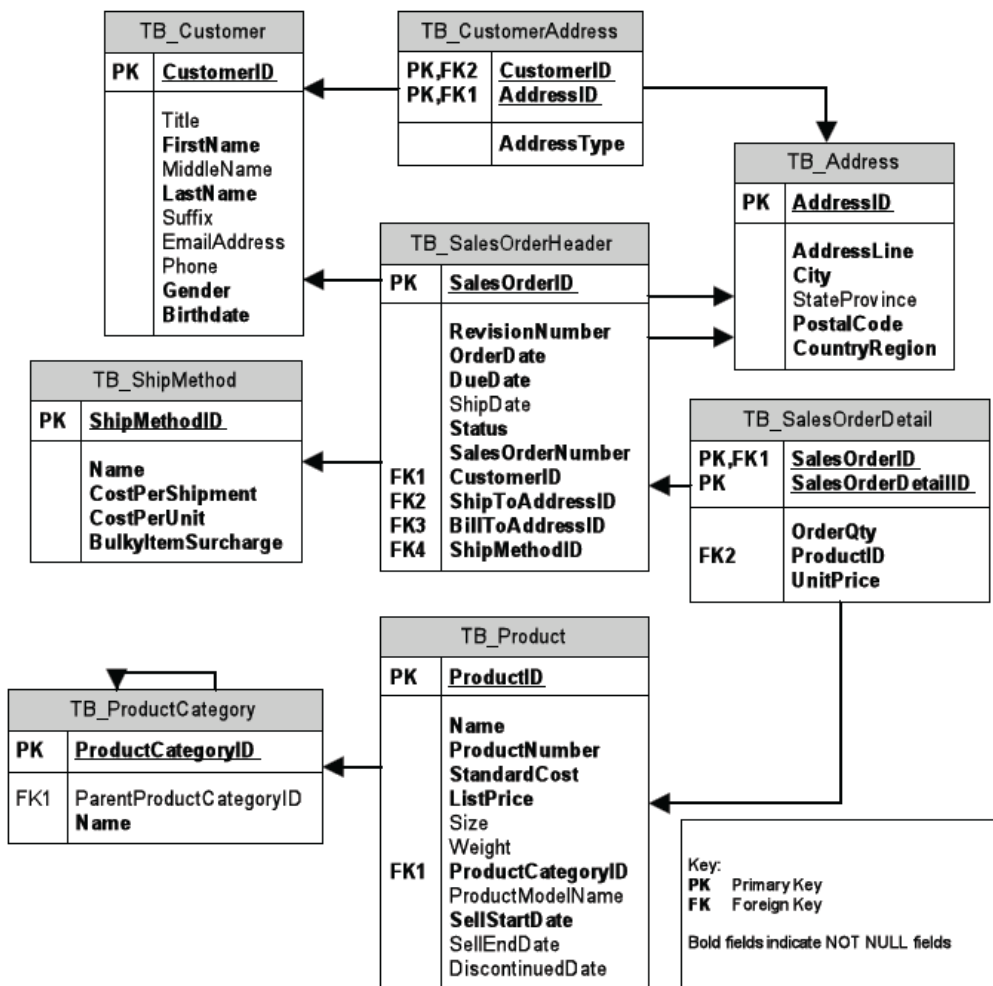 TB_Customer
PK CustomerID
Title
FirstName
MiddleName
LastName
Suffix
EmailAddress
Phone
Gender
Birthdate
TB_CustomerAddress
PK,FK2 CustomerID
PK,FK1 AddressID
AddressType
TB_Address
PK AddressID
AddressLine
City
StateProvince
PostalCode
CountryRegion
TB_SalesOrderHeader
PK SalesOrderID
RevisionNumber
OrderDate
DueDate
ShipDate
Status
SalesOrderNumber
FK1 CustomerID
FK2 ShipToAddressID
FK3 BillToAddressID
FK4 ShipMethodID
TB_ShipMethod
PK ShipMethodID
Name
CostPerShipment
CostPerUnit
BulkyItemSurcharge
TB_SalesOrderDetail
PK,FK1 SalesOrderID
PK SalesOrderDetailID
OrderQty
FK2 ProductID
UnitPrice
TB_Product
PK ProductID
Name
ProductNumber
StandardCost
ListPrice
Size
Weight
FK1 ProductCategoryID
ProductModelName
SellStartDate
SellEndDate
DiscontinuedDate
TB_ProductCategory
PK ProductCategoryID
FK1 ParentProductCategoryID
Name
Key:
PK Primary Key
FK Foreign Key
Bold fields indicate NOT NULL fields